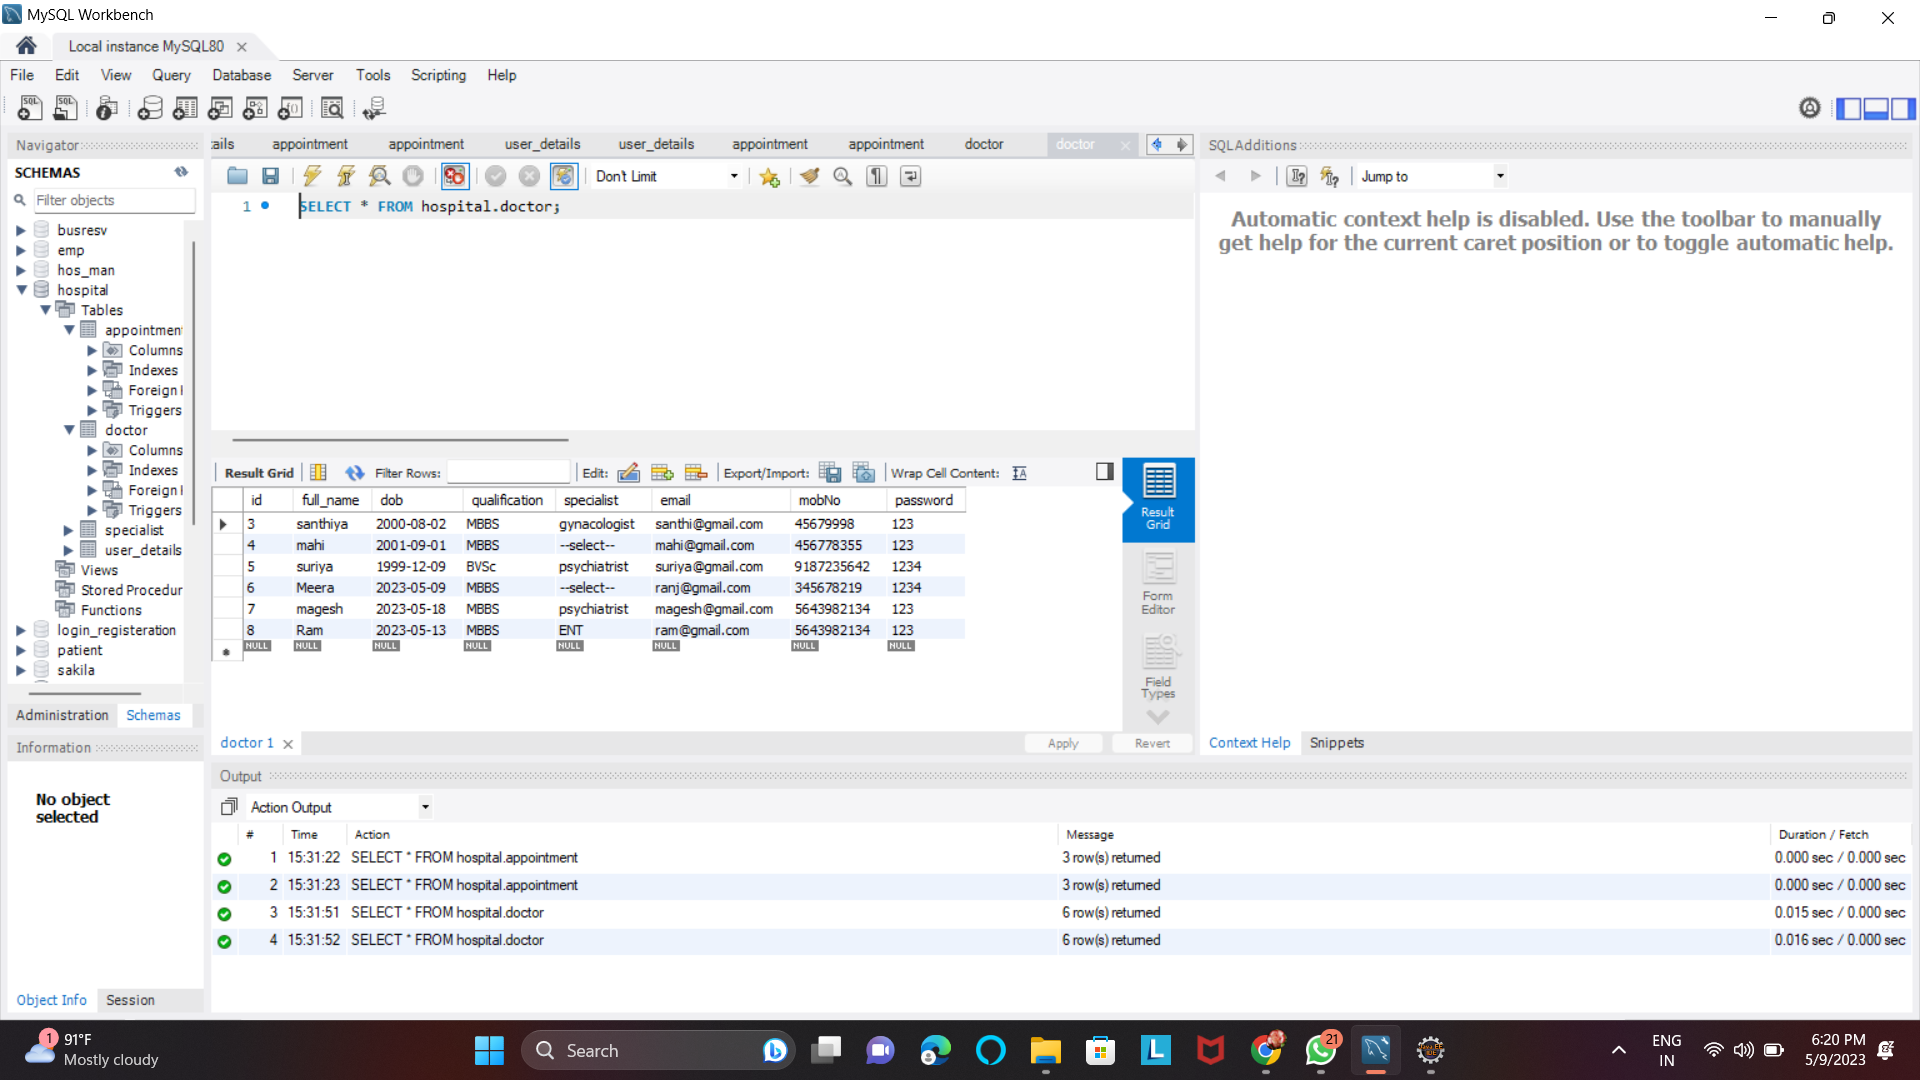 MySQL Workbench
Local instance MySQL80
File Edit View Query Database Server Tools Scripting Help
Navigator
SCHEMAS
Filter objects
busresv
emp
hos_man
hospital
Tables
appointmen
Columns
Indexes
Foreign
Triggers
doctor
Columns
Indexes
Foreign
Triggers
specialist
user_details
Views
Stored Procedur
Functions
login_registeration
patient
sakila
Administration Schemas
Information
No object
selected
Object Info Session
ails appointment appointment user_details user_details appointment appointment doctor doctor
Don't Limit
1 SELECT * FROM hospital.doctor;
Result Grid Filter Rows: Edit: Export/Import: Wrap Cell Content:
id full_name dob qualification specialist email mobNo password
3 santhiya 2000-08-02 MBBS gynacologist santhi@gmail.com 45679998 123
4 mahi 2001-09-01 MBBS --select-- mahi@gmail.com 456778355 123
5 suriya 1999-12-09 BVSc psychiatrist suriya@gmail.com 9187235642 1234
6 Meera 2023-05-09 MBBS --select-- ranj@gmail.com 345678219 1234
7 magesh 2023-05-18 MBBS psychiatrist magesh@gmail.com 5643982134 123
8 Ram 2023-05-13 MBBS ENT ram@gmail.com 5643982134 123
NULL NULL NULL NULL NULL NULL NULL NULL
Result
Grid
Form
Editor
Field
Types
doctor 1 Apply Revert
SQLAdditions
Jump to
Automatic context help is disabled. Use the toolbar to manually
get help for the current caret position or to toggle automatic help.
Context Help Snippets
Output
Action Output
# Time Action Message Duration / Fetch
1 15:31:22 SELECT * FROM hospital.appointment 3 row(s) returned 0.000 sec / 0.000 sec
2 15:31:23 SELECT * FROM hospital.appointment 3 row(s) returned 0.000 sec / 0.000 sec
3 15:31:51 SELECT * FROM hospital.doctor 6 row(s) returned 0.015 sec / 0.000 sec
4 15:31:52 SELECT * FROM hospital.doctor 6 row(s) returned 0.016 sec / 0.000 sec
1
91°F
Mostly cloudy
Search
L
21
ENG
IN
6:20 PM
5/9/2023